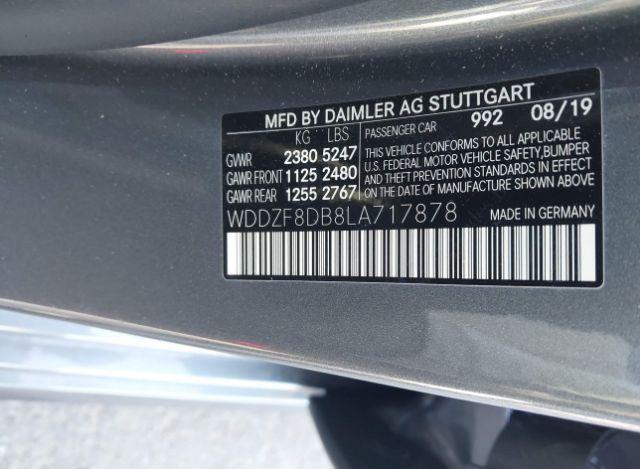 MFD BY DAIMLER AG STUTTGART
KG LBS PASSENGER CAR 992 08/19
GVWR 2380 5247 THIS VEHICLE CONFORMS TO ALL APPLICABLE
GAWR FRONT 1125 2480 U.S. FEDERAL MOTOR VEHICLE SAFETY,BUMPER,
GAWR REAR 1255 2767 AND THEFT PREVENTION STANDARDS IN EFFECT
ON THE DATE OF MANUFACTURE SHOWN ABOVE.
WDDZF8DB8LA717878 MADE IN GERMANY